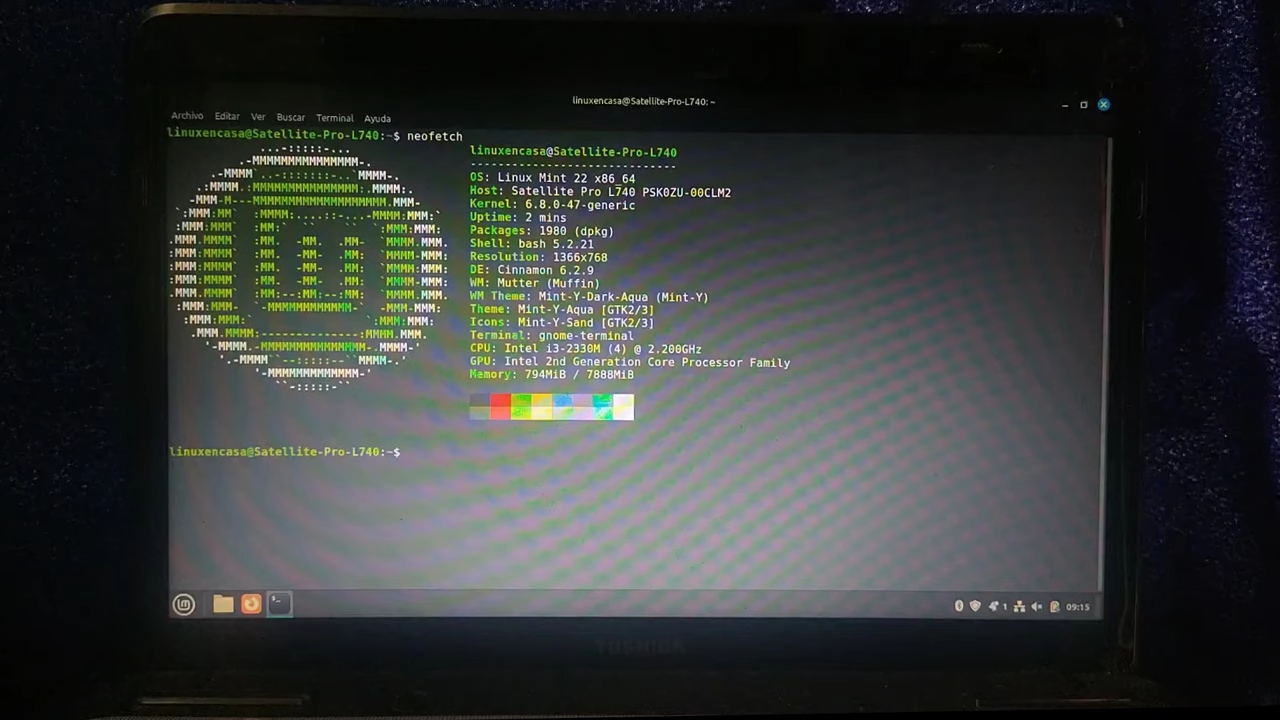 linuxencasa@Satellite-Pro-L740: ~
Archivo Editar Ver Buscar Terminal Ayuda
linuxencasa@Satellite-Pro-L740:~$ neofetch
linuxencasa@Satellite-Pro-L740
------------------------------
OS: Linux Mint 22 x86_64
Host: Satellite Pro L740 PSK0ZU-00CLM2
Kernel: 6.8.0-47-generic
Uptime: 2 mins
Packages: 1980 (dpkg)
Shell: bash 5.2.21
Resolution: 1366x768
DE: Cinnamon 6.2.9
WM: Mutter (Muffin)
WM Theme: Mint-Y-Dark-Aqua (Mint-Y)
Theme: Mint-Y-Aqua [GTK2/3]
Icons: Mint-Y-Sand [GTK2/3]
Terminal: gnome-terminal
CPU: Intel i3-2330M (4) @ 2.200GHz
GPU: Intel 2nd Generation Core Processor Family
Memory: 794MiB / 7888MiB
linuxencasa@Satellite-Pro-L740:~$
1 09:15
TOSHIBA